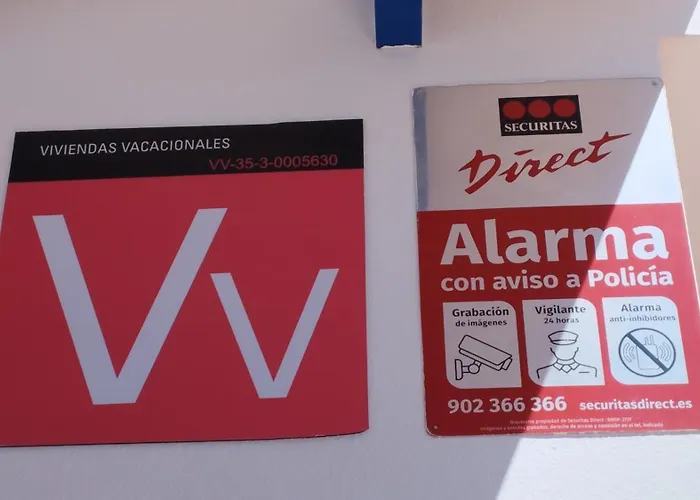 VIVIENDAS VACACIONALES
VV-35-3-0005630
Vv
SECURITAS
Direct
Alarma
con aviso a Policía
Grabación
de imágenes
Vigilante
24 horas
Alarma
anti-inhibidores
902 366 366 securitasdirect.es